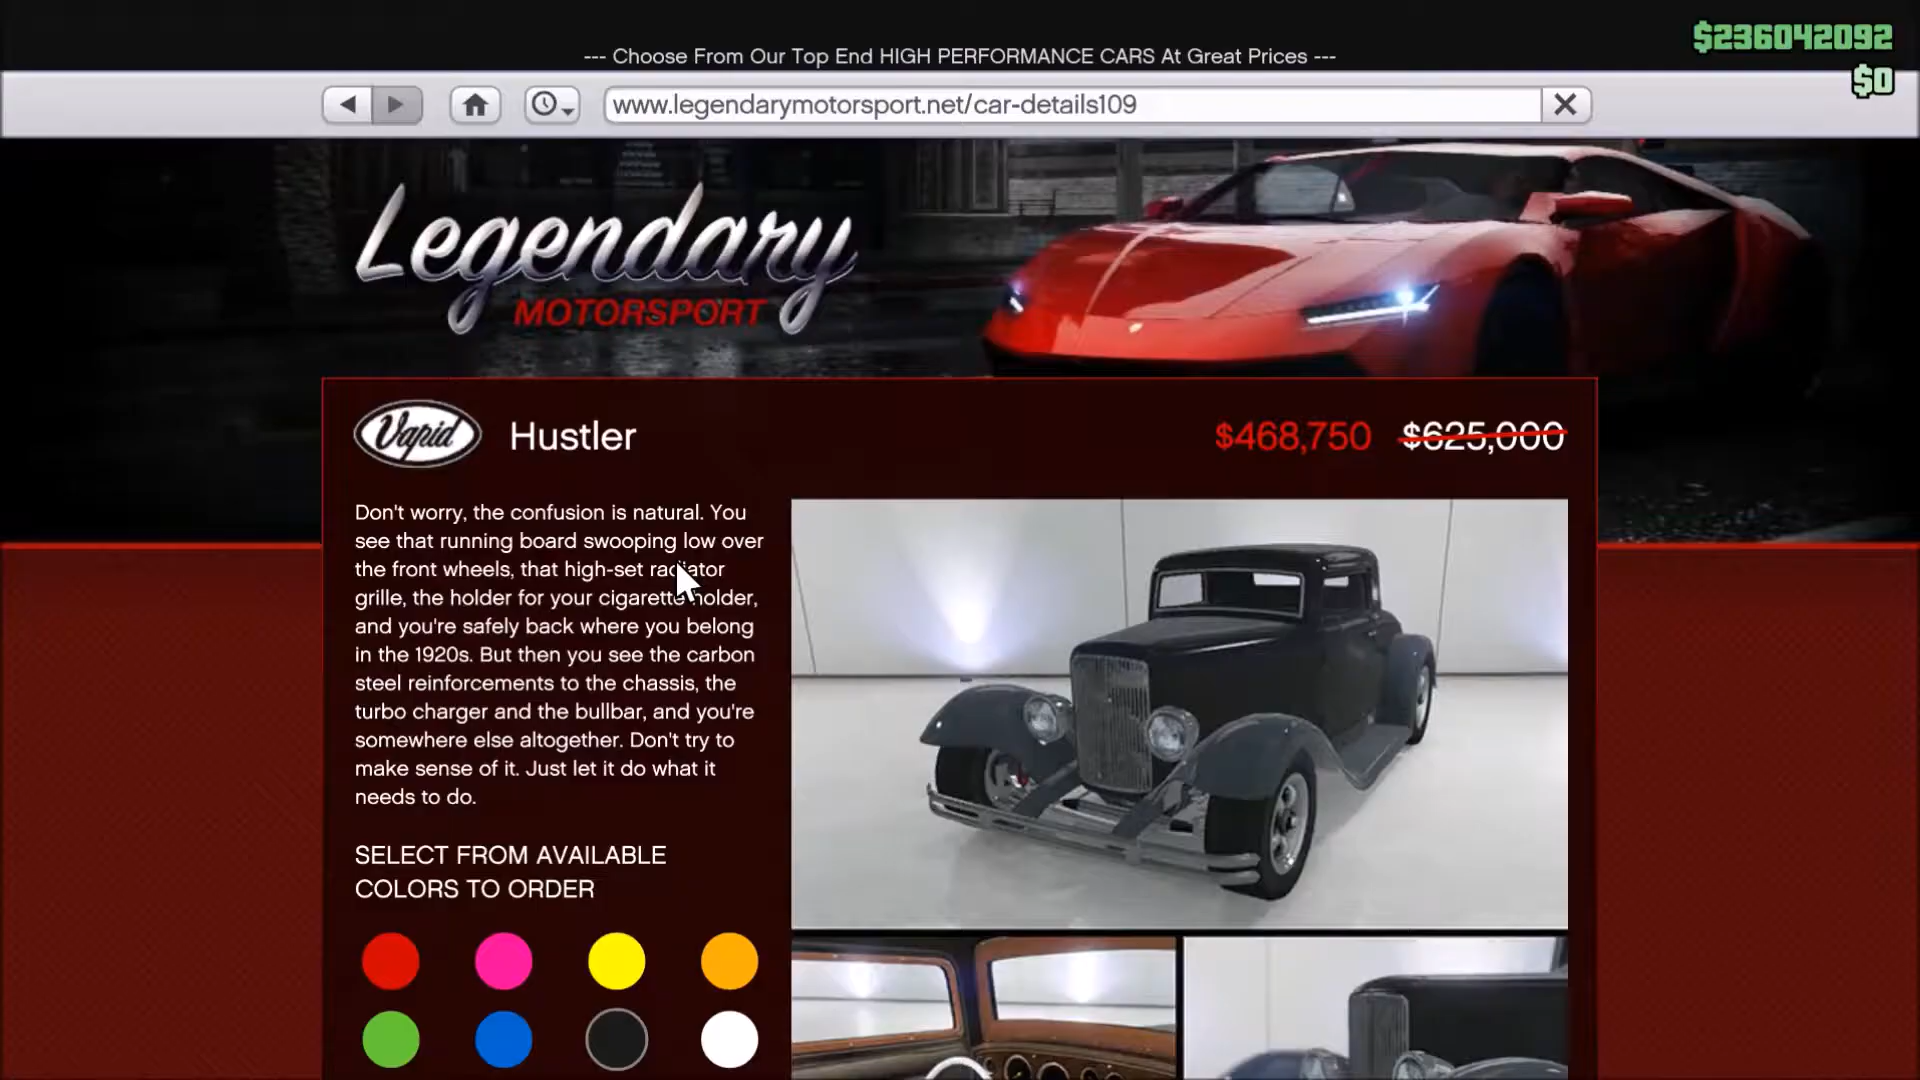 $236042092
--- Choose From Our Top End HIGH PERFORMANCE CARS At Great Prices ---
$0
www.legendarymotorsport.net/car-details109
Legendary
MOTORSPORT
Vapid
Hustler
$468,750 $625,000
Don't worry, the confusion is natural. You
see that running board swooping low over
the front wheels, that high-set radiator
grille, the holder for your cigarette holder,
and you're safely back where you belong
in the 1920s. But then you see the carbon
steel reinforcements to the chassis, the
turbo charger and the bullbar, and you're
somewhere else altogether. Don't try to
make sense of it. Just let it do what it
needs to do.
SELECT FROM AVAILABLE
COLORS TO ORDER